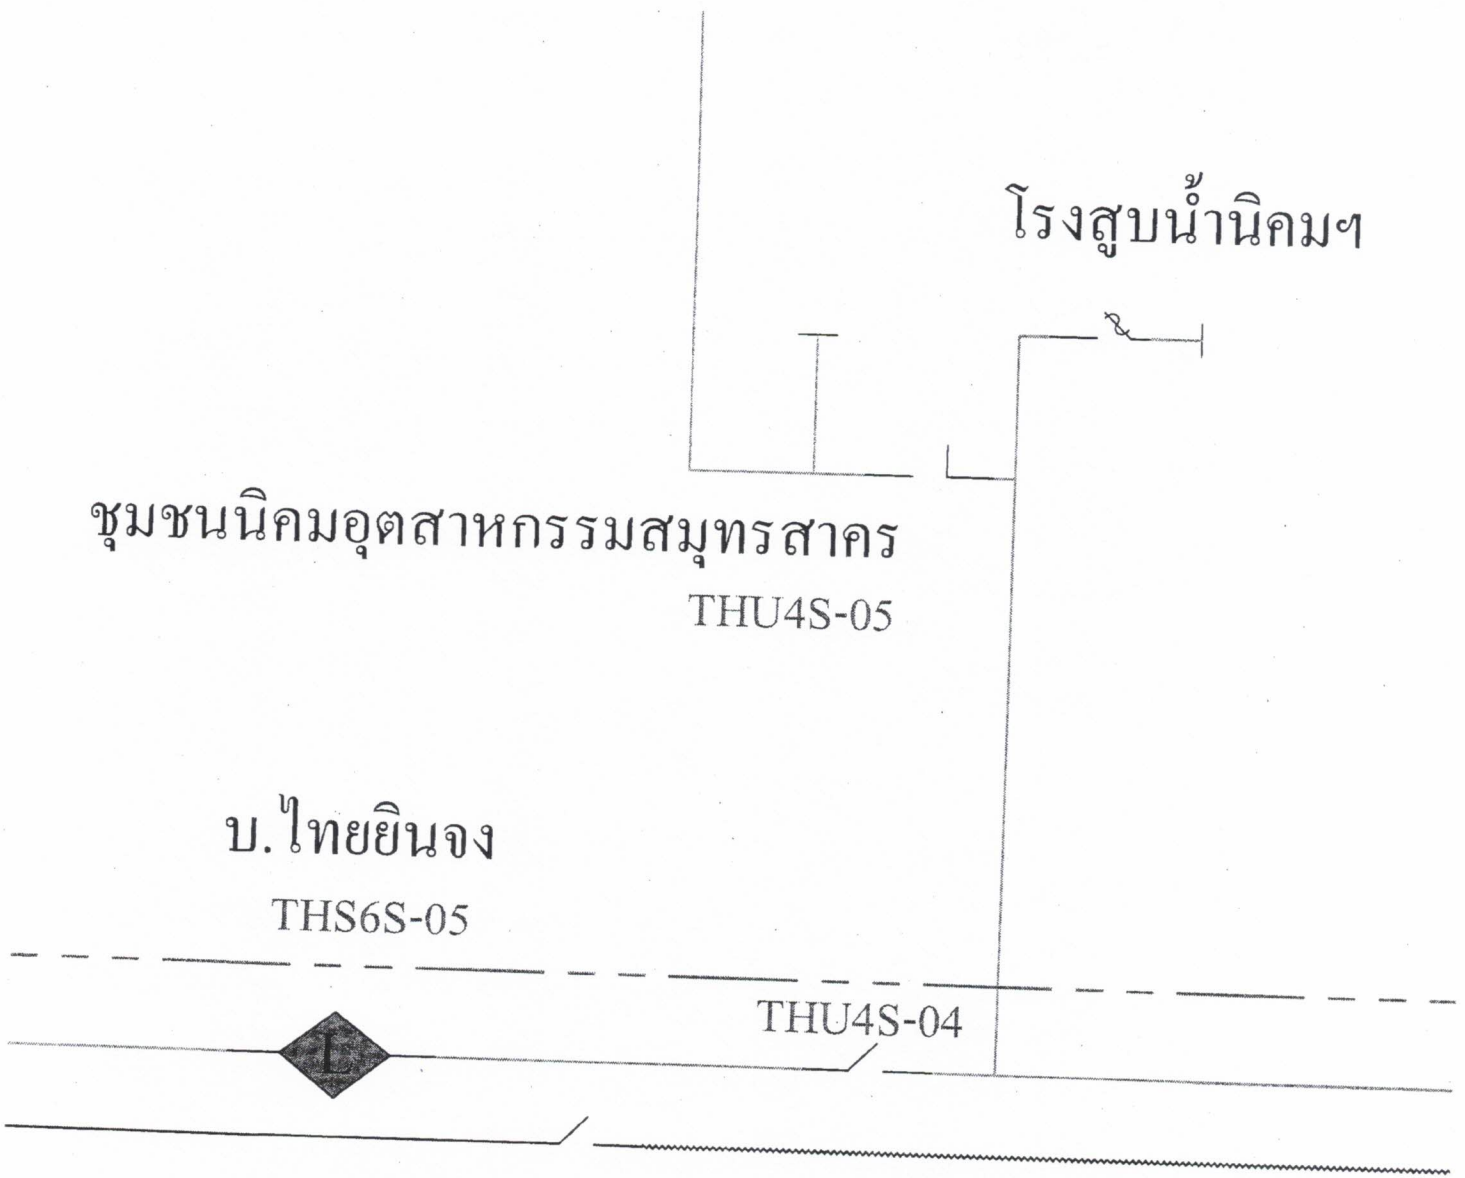 โรงสูบน้ำนิคมฯ
ชุมชนนิคมอุตสาหกรรมสมุทรสาคร
THU4S-05
บ.ไทยยินจง
THS6S-05
THU4S-04
L